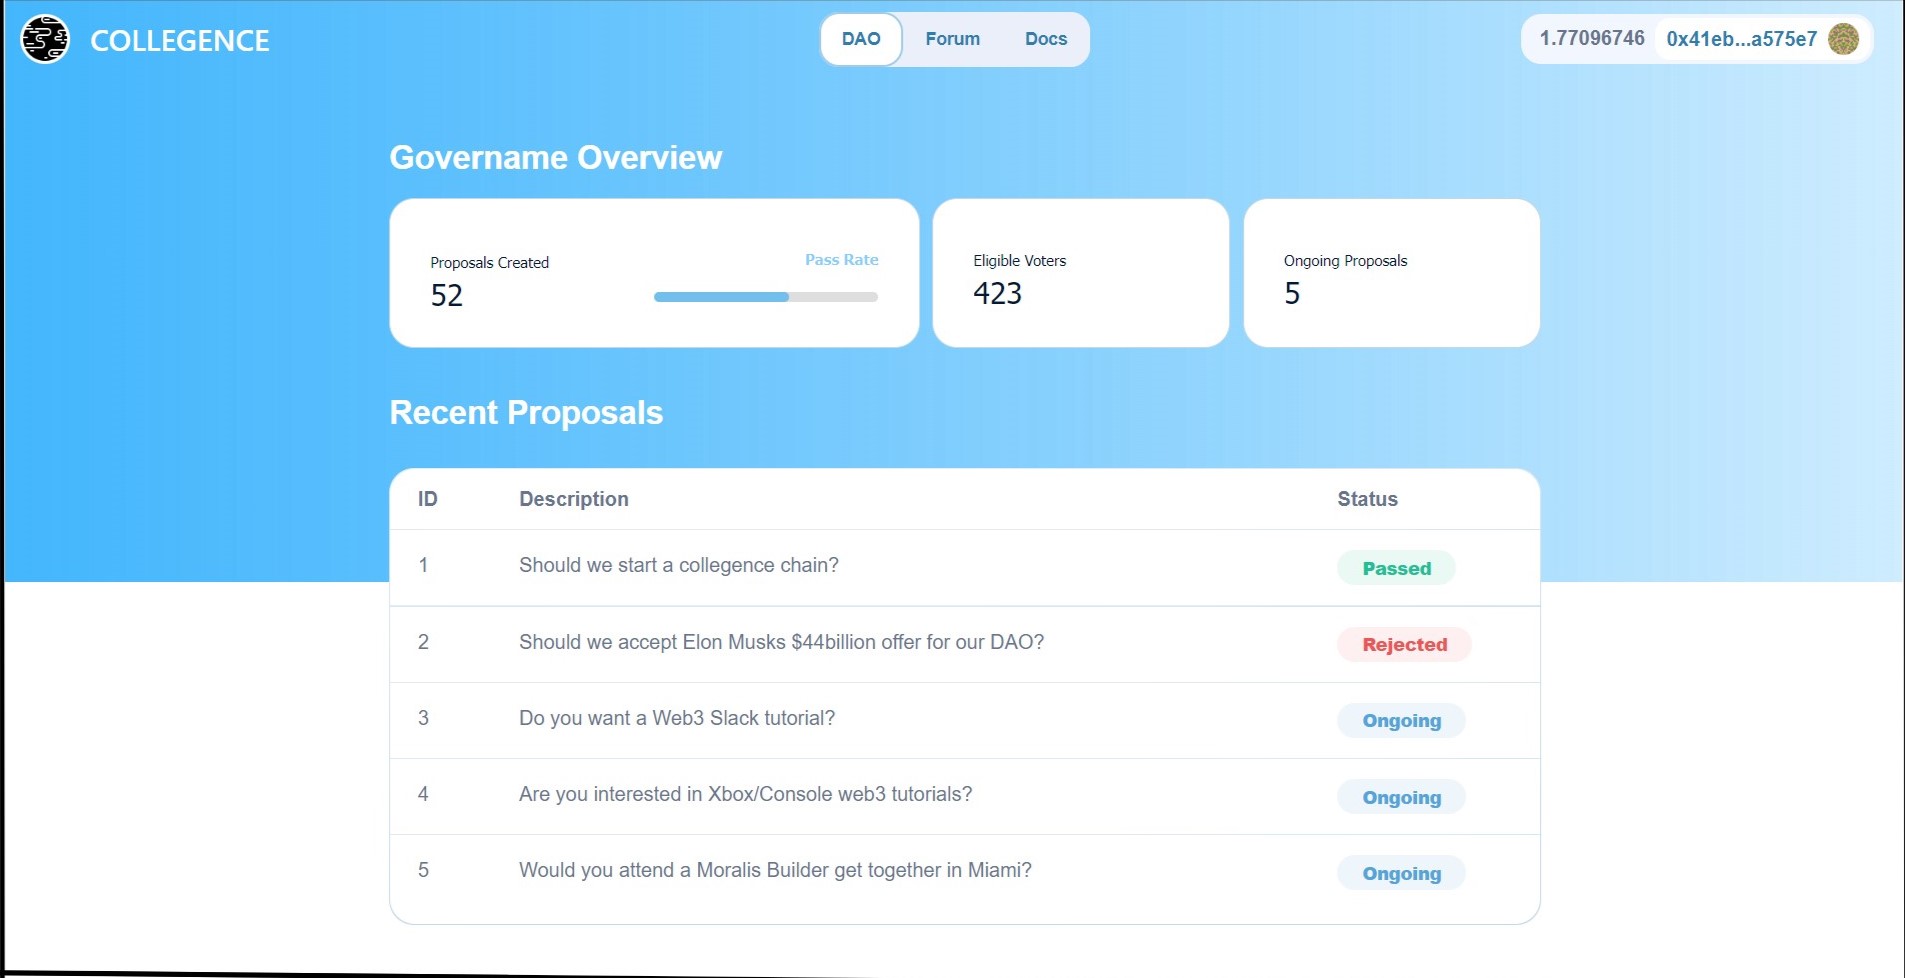 COLLEGENCE
DAO Forum Docs
1.77096746 0x41eb...a575e7
Govername Overview
Proposals Created
52
Pass Rate
Eligible Voters
423
Ongoing Proposals
5
Recent Proposals
ID Description Status
1 Should we start a collegence chain? Passed
2 Should we accept Elon Musks $44billion offer for our DAO? Rejected
3 Do you want a Web3 Slack tutorial? Ongoing
4 Are you interested in Xbox/Console web3 tutorials? Ongoing
5 Would you attend a Moralis Builder get together in Miami? Ongoing